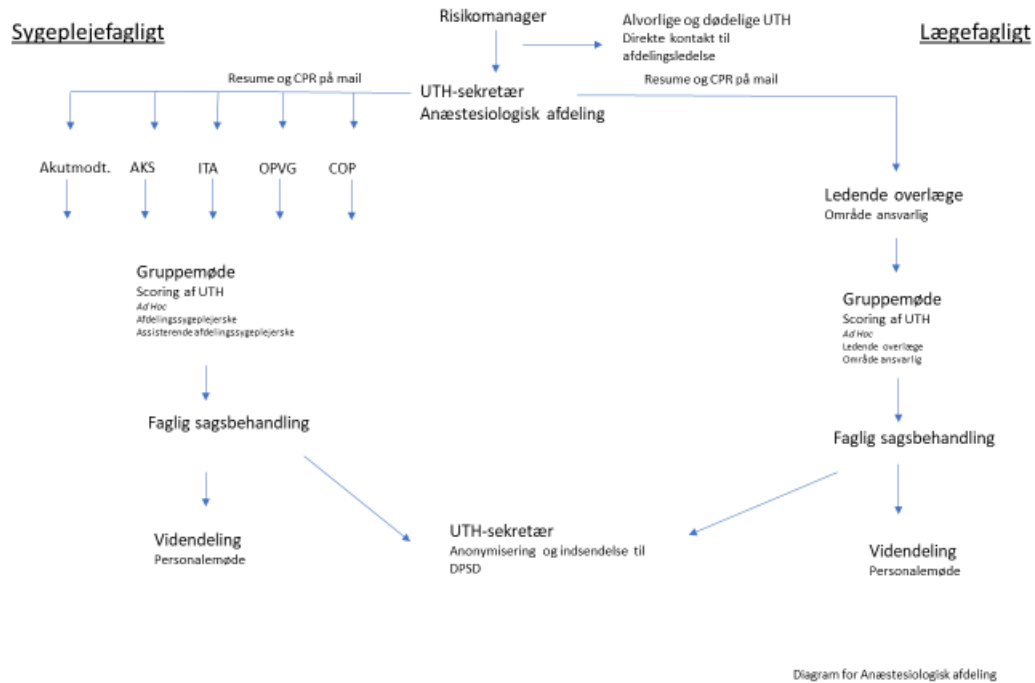 Sygeplejefagligt
Risikomanager
Alvorlige og dødelige UTH
Direkte kontakt til
afdelingsledelse
Lægefagligt
Resume og CPR på mail
UTH-sekretær
Anæstesiologisk afdeling
Resume og CPR på mail
Akutmodt.
AKS
ITA
OPVG
COP
Ledende overlæge
Område ansvarlig
Gruppemøde
Scoring af UTH
Ad Hoc
Afdelingssygeplejerske
Assisterende afdelingssygeplejerske
Gruppemøde
Scoring af UTH
Ad Hoc
Ledende overlæge
Område ansvarlig
Faglig sagsbehandling
Faglig sagsbehandling
Videndeling
Personalemøde
UTH-sekretær
Anonymisering og indsendelse til
DPSD
Videndeling
Personalemøde
Diagram for Anæstesiologisk afdeling